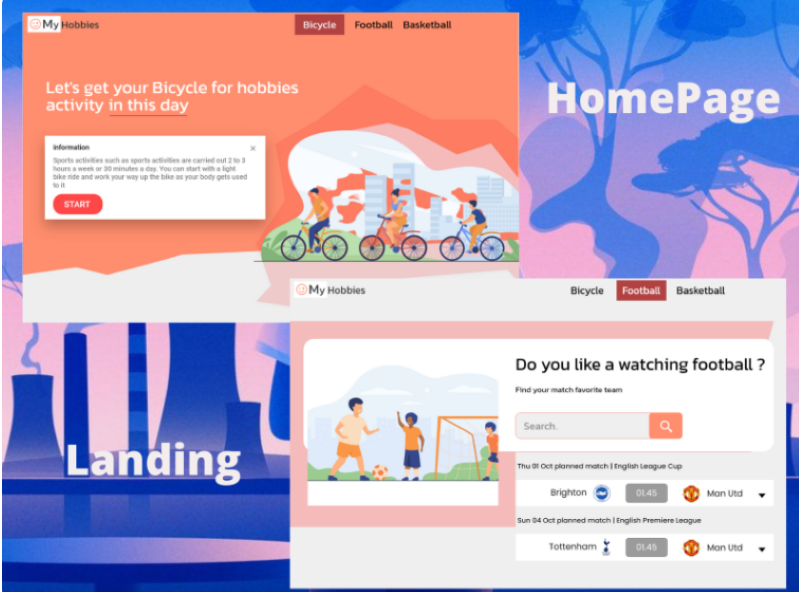 My Hobbies
Bicycle Football Basketball
Let's get your Bicycle for hobbies
activity in this day
Information
Sports activities such as sports activities are carried out 2 to 3
hours a week or 30 minutes a day. You can start with a light
bike ride and work your way up the bike as your body gets used
to it
START
HomePage
My Hobbies
Bicycle Football Basketball
Do you like a watching football ?
Find your match favorite team
Search.
Thu 01 Oct planned match | English League Cup
Brighton 01.45 Man Utd
Sun 04 Oct planned match | English Premiere League
Tottenham 01.45 Man Utd
Landing